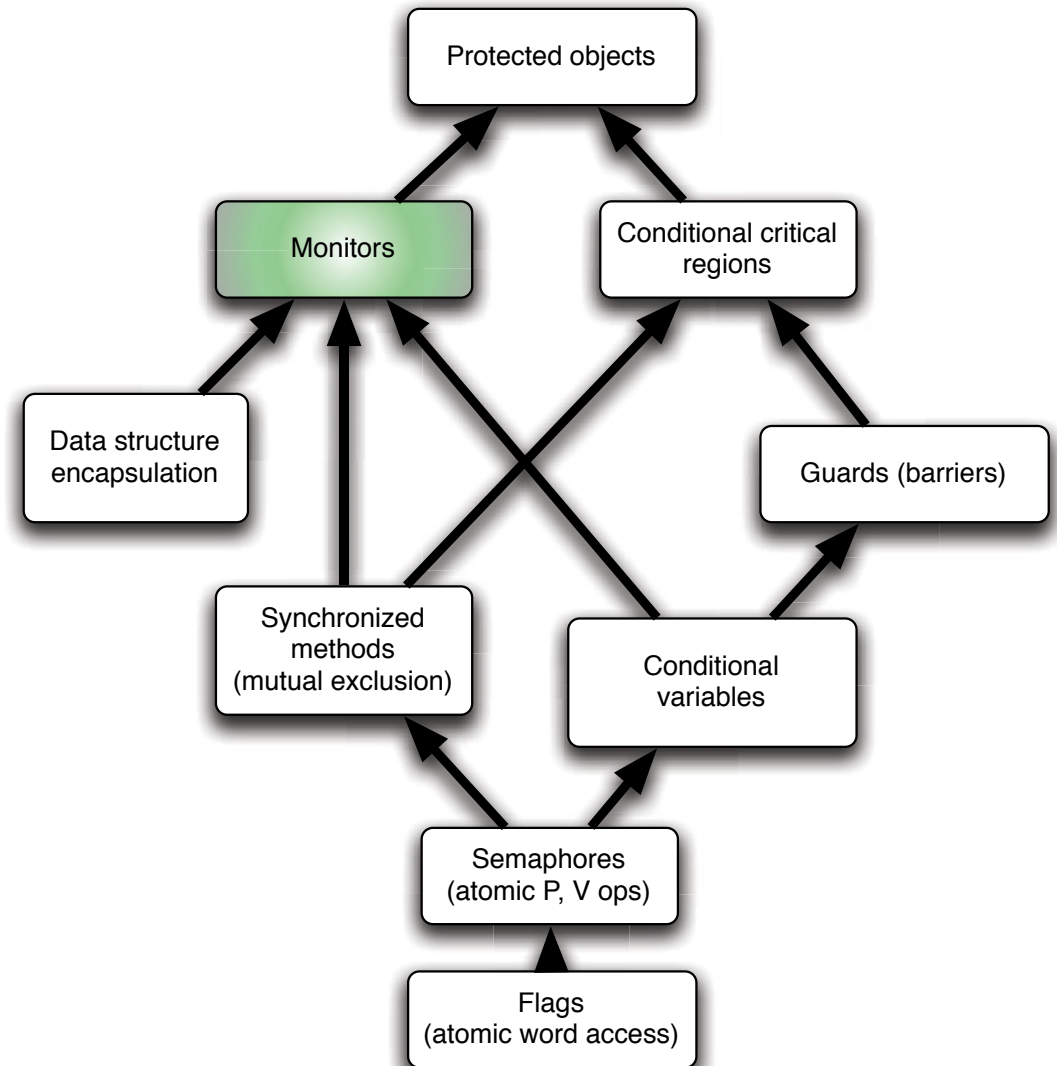 Protected objects
Monitors
Conditional critical
regions
Data structure
encapsulation
Guards (barriers)
Synchronized
methods
(mutual exclusion)
Conditional
variables
Semaphores
(atomic P, V ops)
Flags
(atomic word access)